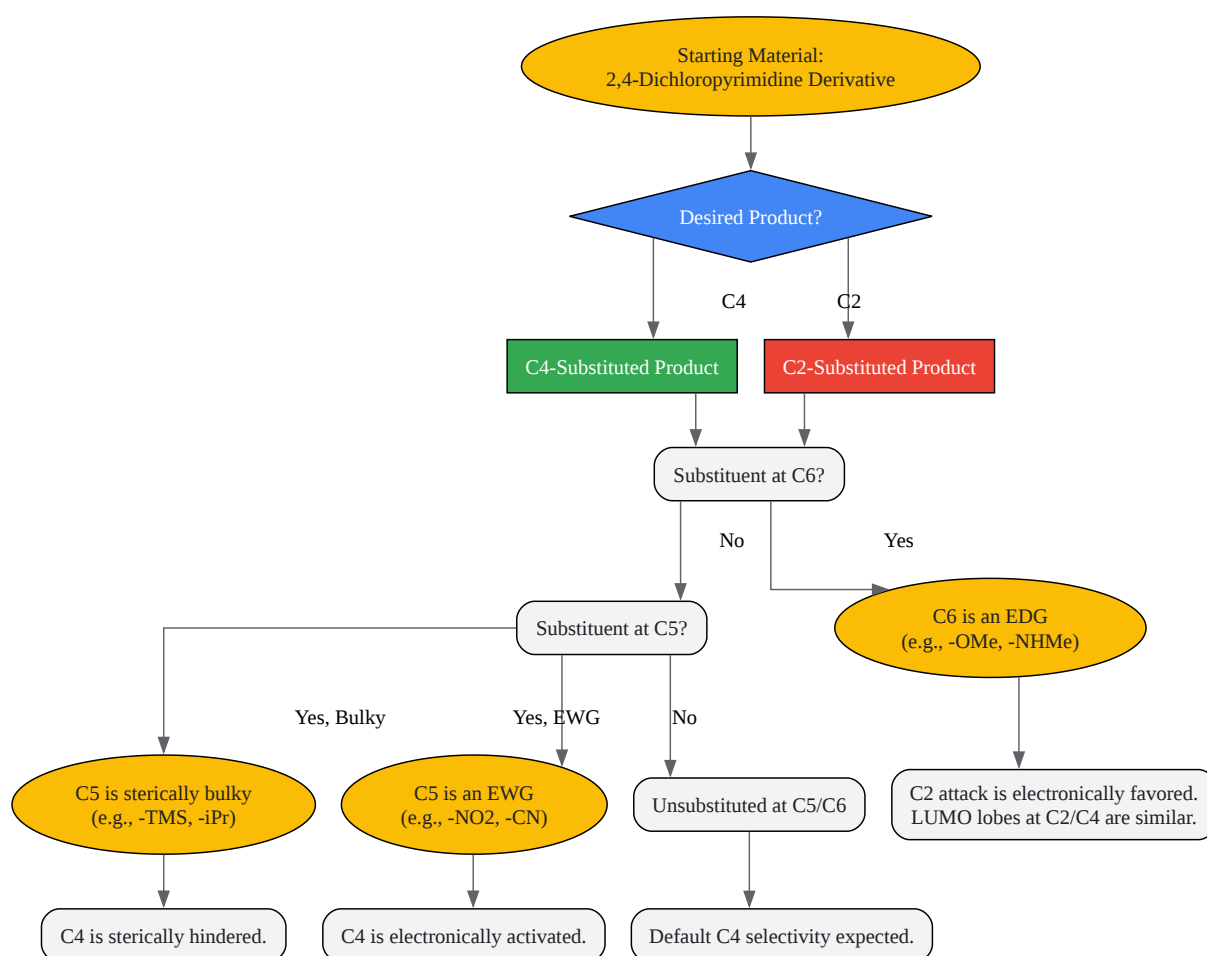 Starting Material:
2,4-Dichloropyrimidine Derivative
Desired Product?
C4
C2
C4-Substituted Product
C2-Substituted Product
Substituent at C6?
No
Yes
Substituent at C5?
C6 is an EDG
(e.g., -OMe, -NHMe)
Yes, Bulky
Yes, EWG
No
C5 is sterically bulky
(e.g., -TMS, -iPr)
C5 is an EWG
(e.g., -NO2, -CN)
Unsubstituted at C5/C6
C2 attack is electronically favored.
LUMO lobes at C2/C4 are similar.
C4 is sterically hindered.
C4 is electronically activated.
Default C4 selectivity expected.